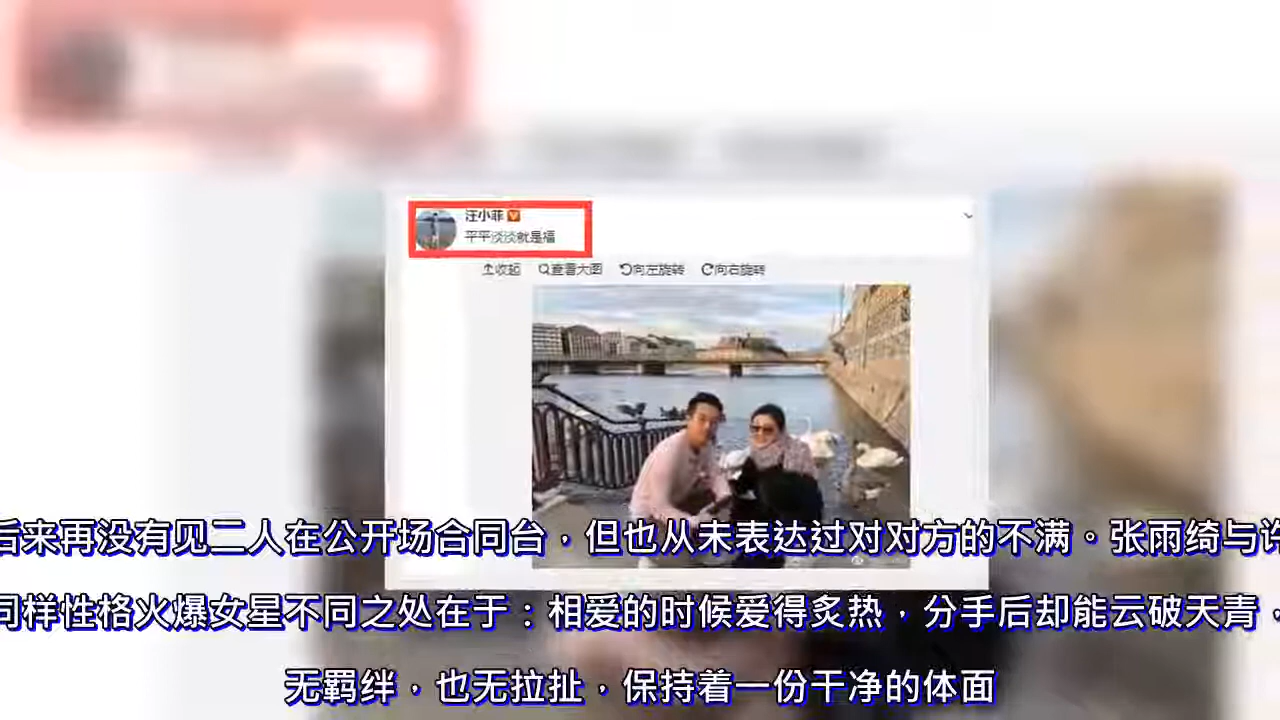 汪小菲
平平淡淡就是福
收起 查看大图 向左旋转 向右旋转
后来再没有见二人在公开场合同台，但也从未表达过对对方的不满。张雨绮与许
同样性格火爆女星不同之处在于：相爱的时候爱得炙热，分手后却能云破天青，
无羁绊，也无拉扯，保持着一份干净的体面